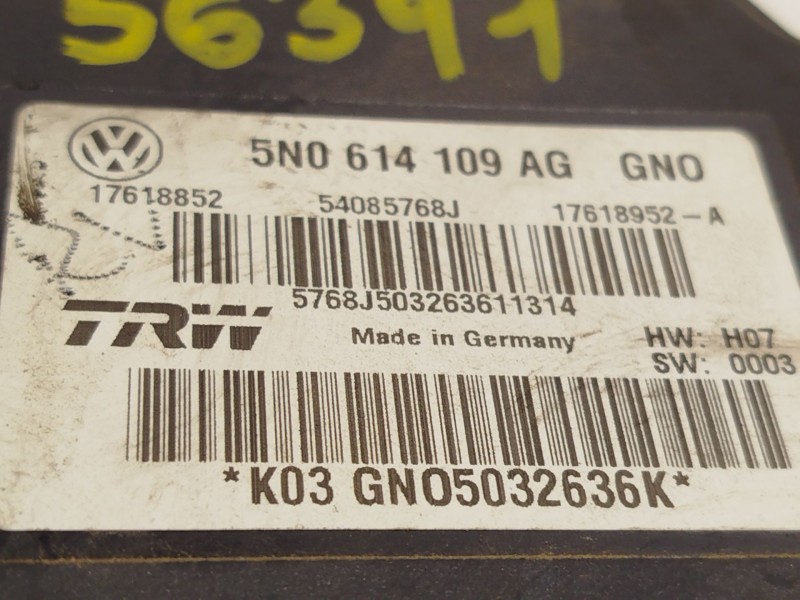 56341
5N0 614 109 AG GNO
17618852 54085768J 17618952-A
5768J503263611314
TRW Made in Germany HW: H07
SW: 0003
*K03 GNO5032636K*